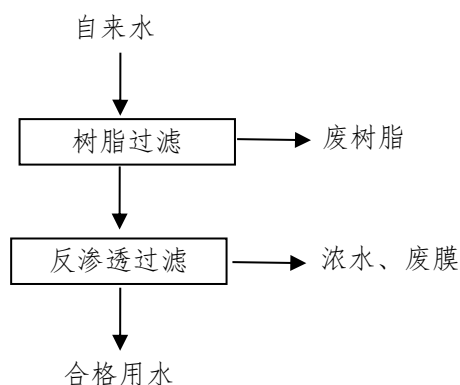 自来水
树脂过滤
废树脂
反渗透过滤
浓水、废膜
合格用水